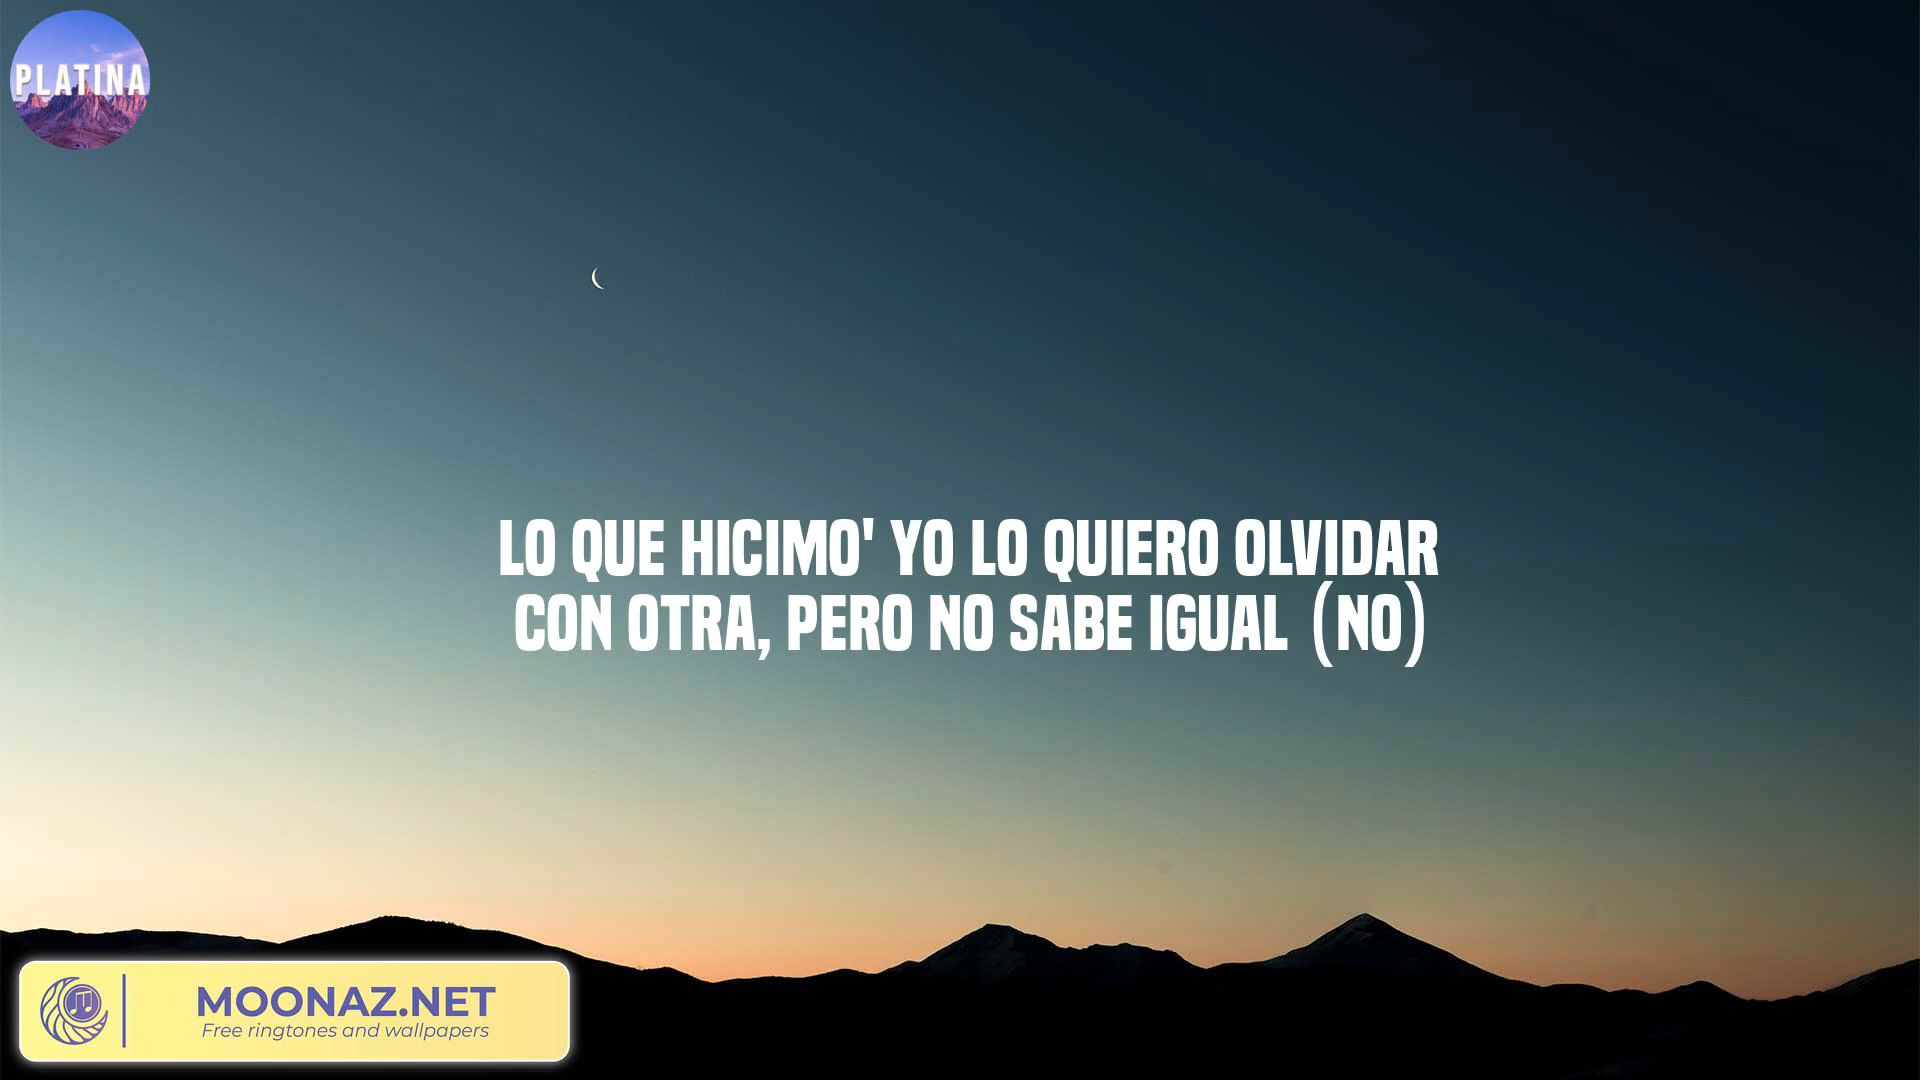 PLATINA
LO QUE HICIMO' YO LO QUIERO OLVIDAR
CON OTRA, PERO NO SABE IGUAL (NO)
MOONAZ.NET
Free ringtones and wallpapers